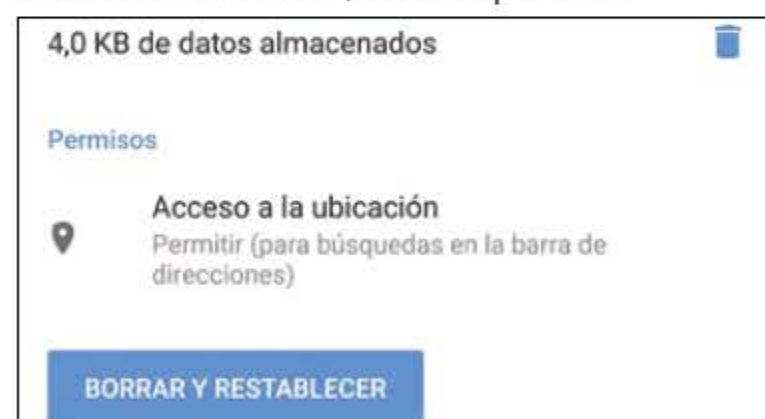 4,0 KB de datos almacenados
Permisos
Acceso a la ubicación
Permitir (para búsquedas en la barra de
direcciones)
BORRAR Y RESTABLECER